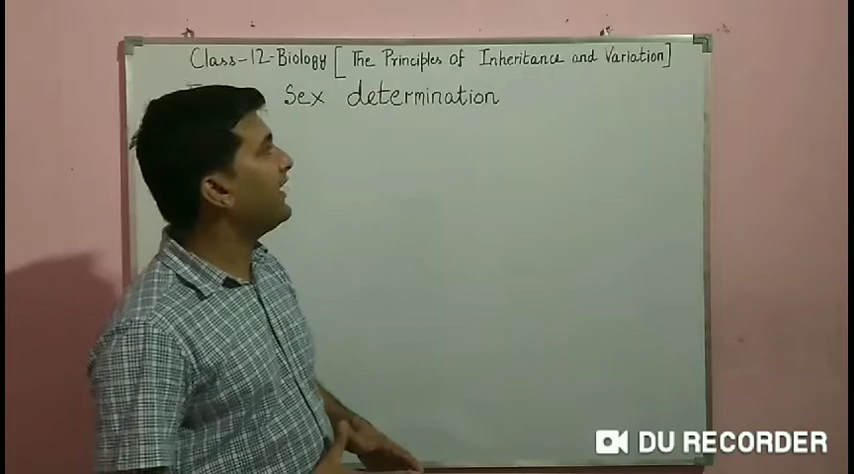 Class-12-Biology [The Principles of Inheritance and Variation]
Sex determination
DU RECORDER